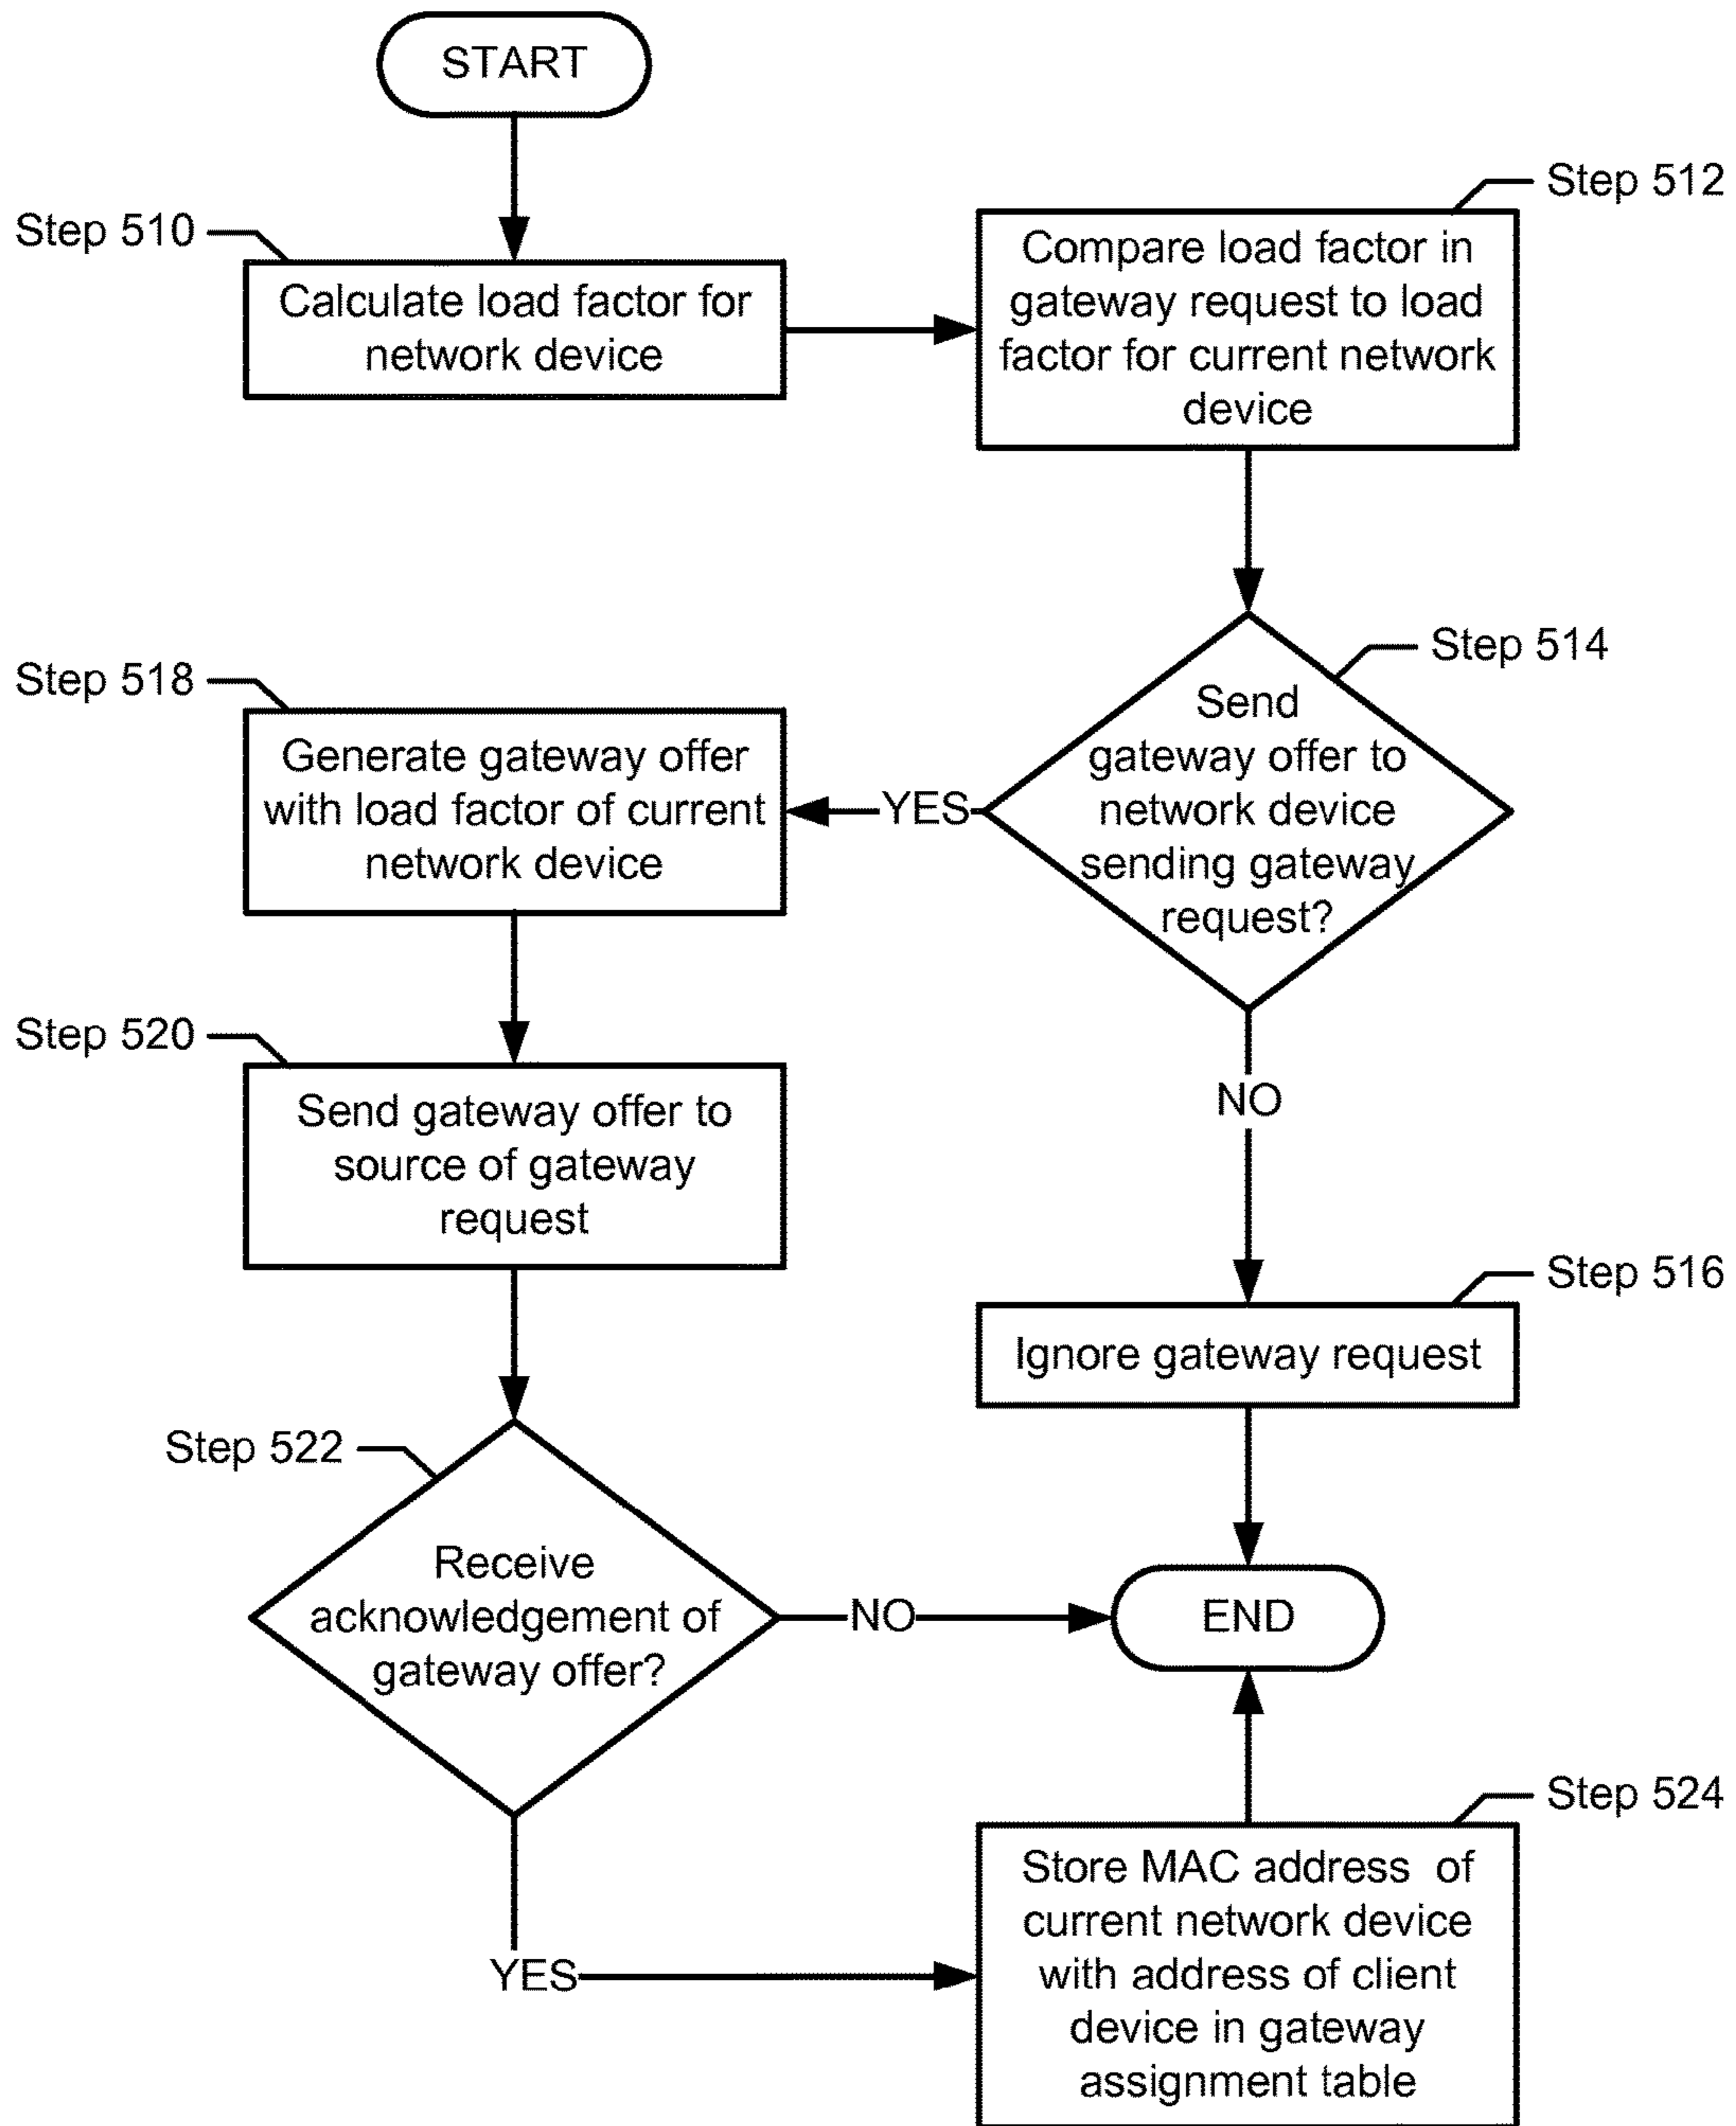 START
Step 510
Calculate load factor for
network device
Step 512
Compare load factor in
gateway request to load
factor for current network
device
Step 514
Send
gateway offer to
network device
sending gateway
request?
YES
NO
Step 518
Generate gateway offer
with load factor of current
network device
Step 520
Send gateway offer to
source of gateway
request
Step 516
Ignore gateway request
Step 522
Receive
acknowledgement of
gateway offer?
NO
END
YES
Step 524
Store MAC address of
current network device
with address of client
device in gateway
assignment table